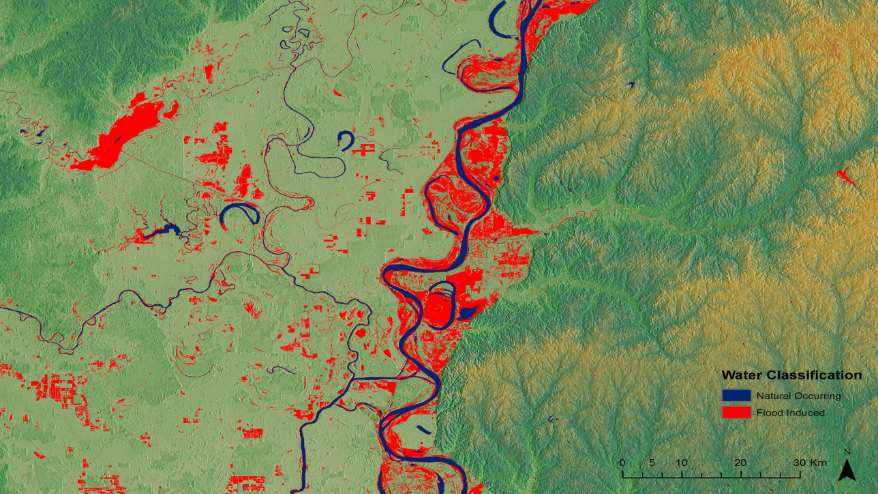 Water Classification
Natural Occurring
Flood Induced
N
0 5 10 20 30 Km